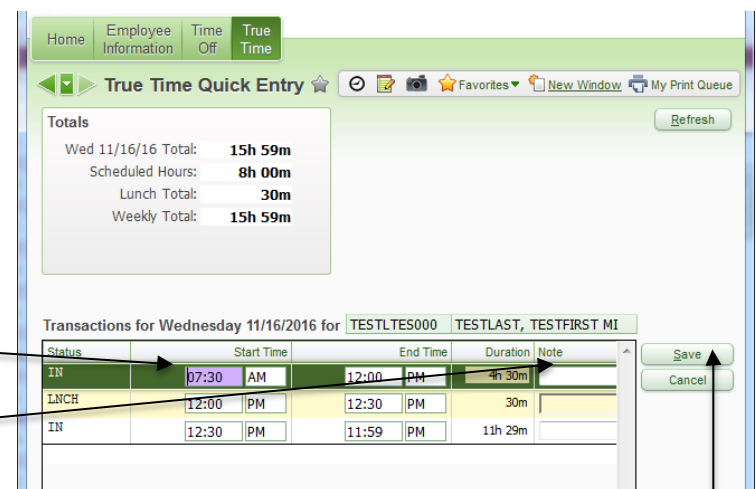 Home Employee Information Time Off True Time
True Time Quick Entry Favorites New Window My Print Queue
Totals Refresh
Wed 11/16/16 Total: 15h 59m
Scheduled Hours: 8h 00m
Lunch Total: 30m
Weekly Total: 15h 59m
Transactions for Wednesday 11/16/2016 for TESTLTES000 TESTLAST, TESTFIRST MI
Status Start Time End Time Duration Note Save
IN 07:30 AM 12:00 PM 4h 30m Cancel
LNCH 12:00 PM 12:30 PM 30m
IN 12:30 PM 11:59 PM 11h 29m